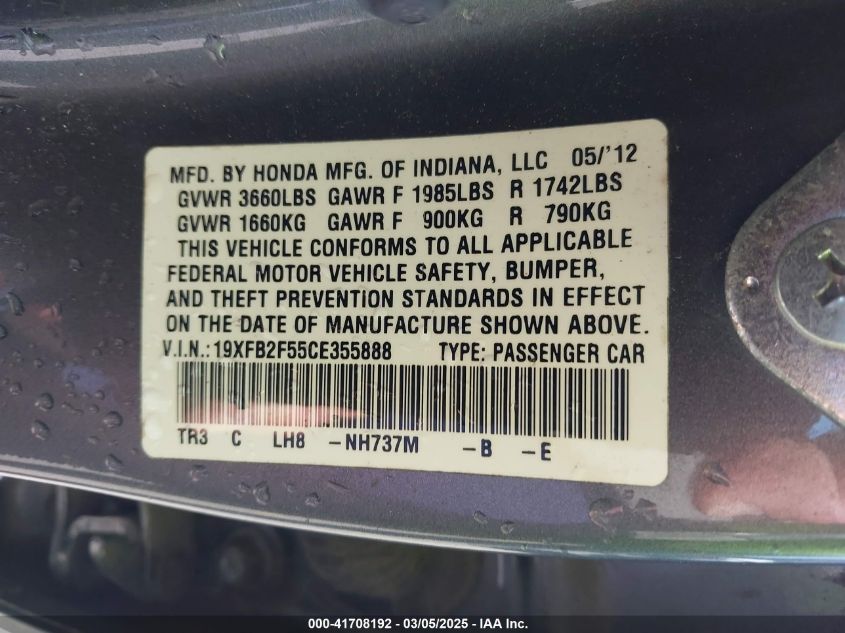 MFD. BY HONDA MFG. OF INDIANA, LLC 05/'12
GVWR 3660LBS GAWR F 1985LBS R 1742LBS
GVWR 1660KG GAWR F 900KG R 790KG
THIS VEHICLE CONFORMS TO ALL APPLICABLE
FEDERAL MOTOR VEHICLE SAFETY, BUMPER,
AND THEFT PREVENTION STANDARDS IN EFFECT
ON THE DATE OF MANUFACTURE SHOWN ABOVE.
V.I.N.:19XFB2F55CE355888 TYPE: PASSENGER CAR
TR3 C LH8 -NH737M -B -E
000-41708192 / 03/05/2025 - IAA Inc.